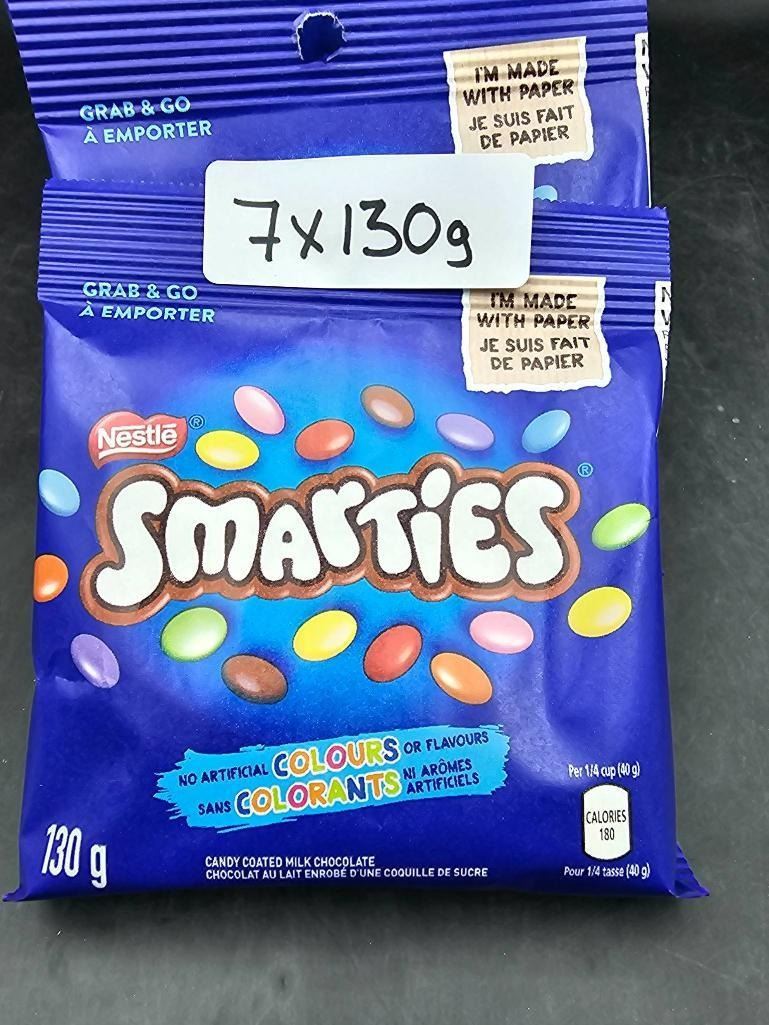 GRAB & GO
À EMPORTER
I'M MADE
WITH PAPER
JE SUIS FAIT
DE PAPIER
7x130g
GRAB & GO
À EMPORTER
I'M MADE
WITH PAPER
JE SUIS FAIT
DE PAPIER
Nestlē®
SMARTIES®
NO ARTIFICIAL COLOURS OR FLAVOURS
SANS COLORANTS NI ARÔMES
ARTIFICIELS
Per 1/4 cup (40 g)
CALORIES
180
Pour 1/4 tasse (40 g)
130 g
CANDY COATED MILK CHOCOLATE
CHOCOLAT AU LAIT ENROBÉ D'UNE COQUILLE DE SUCRE